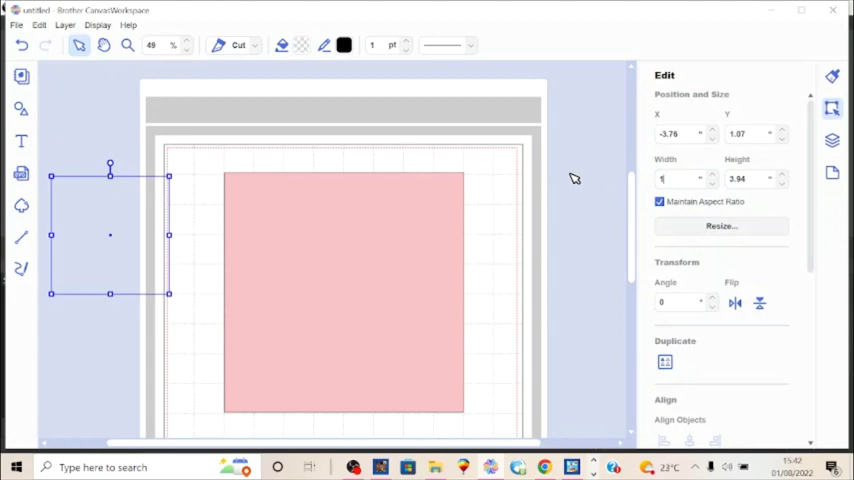 untitled - Brother CanvasWorkspace
File Edit Layer Display Help
49 % Cut 1 pt
Edit
Position and Size
X Y
-3.76 " 1.07 "
Width Height
1 " 3.94 "
Maintain Aspect Ratio
Resize...
Transform
Angle Flip
0 °
Duplicate
Align
Align Objects
Type here to search
23°C
15:42
01/08/2022
6